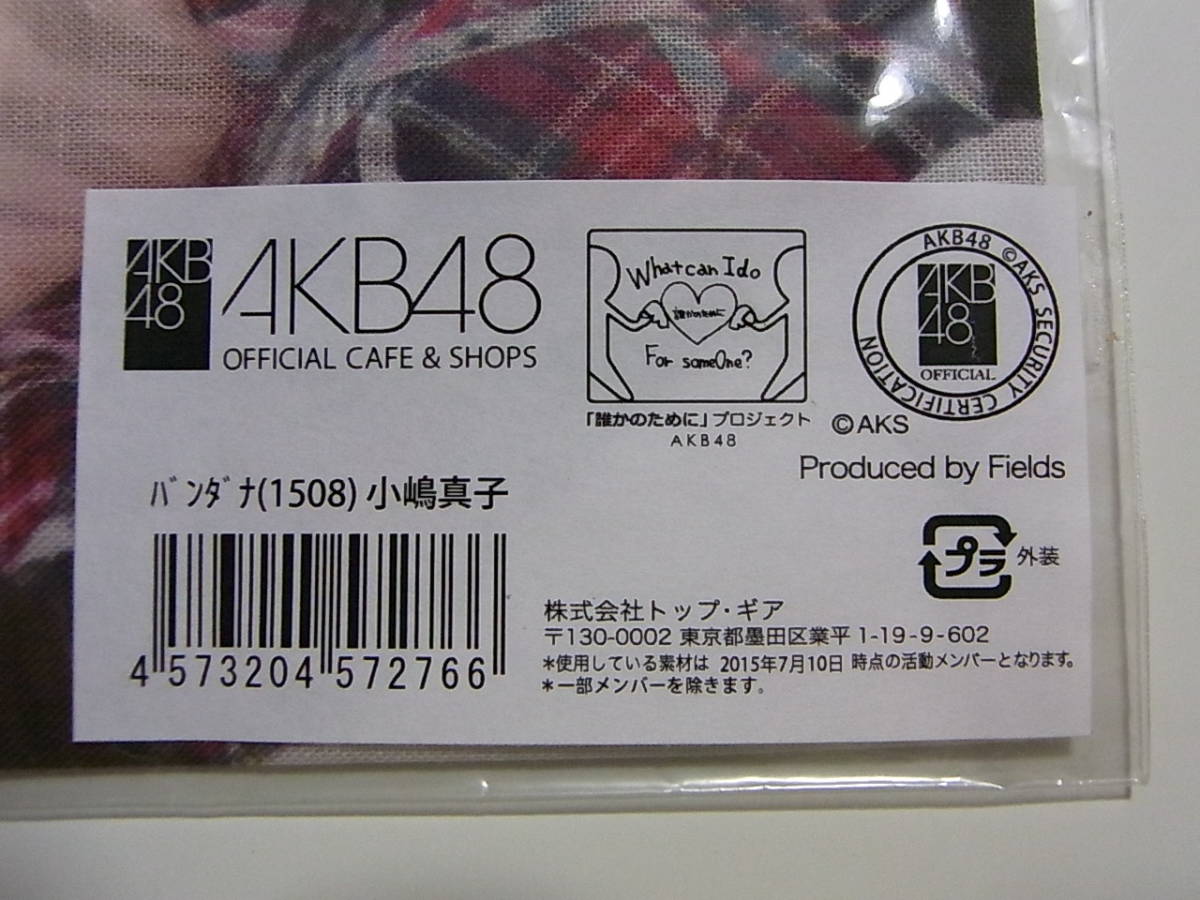 AKB
48
AKB48
OFFICIAL CAFE & SHOPS
What can I do
誰かのために
For someOne?
「誰かのために」プロジェクト
AKB48
AKB48 ©AKS SECURITY CERTIFICATION
AKB
48
OFFICIAL
©AKS
Produced by Fields
ﾊﾞﾝﾀﾞﾅ(1508) 小嶋真子
4 573204 572766
プラ 外装
株式会社トップ・ギア
〒130-0002 東京都墨田区業平 1-19-9-602
*使用している素材は 2015年7月10日 時点の活動メンバーとなります。
*一部メンバーを除きます。